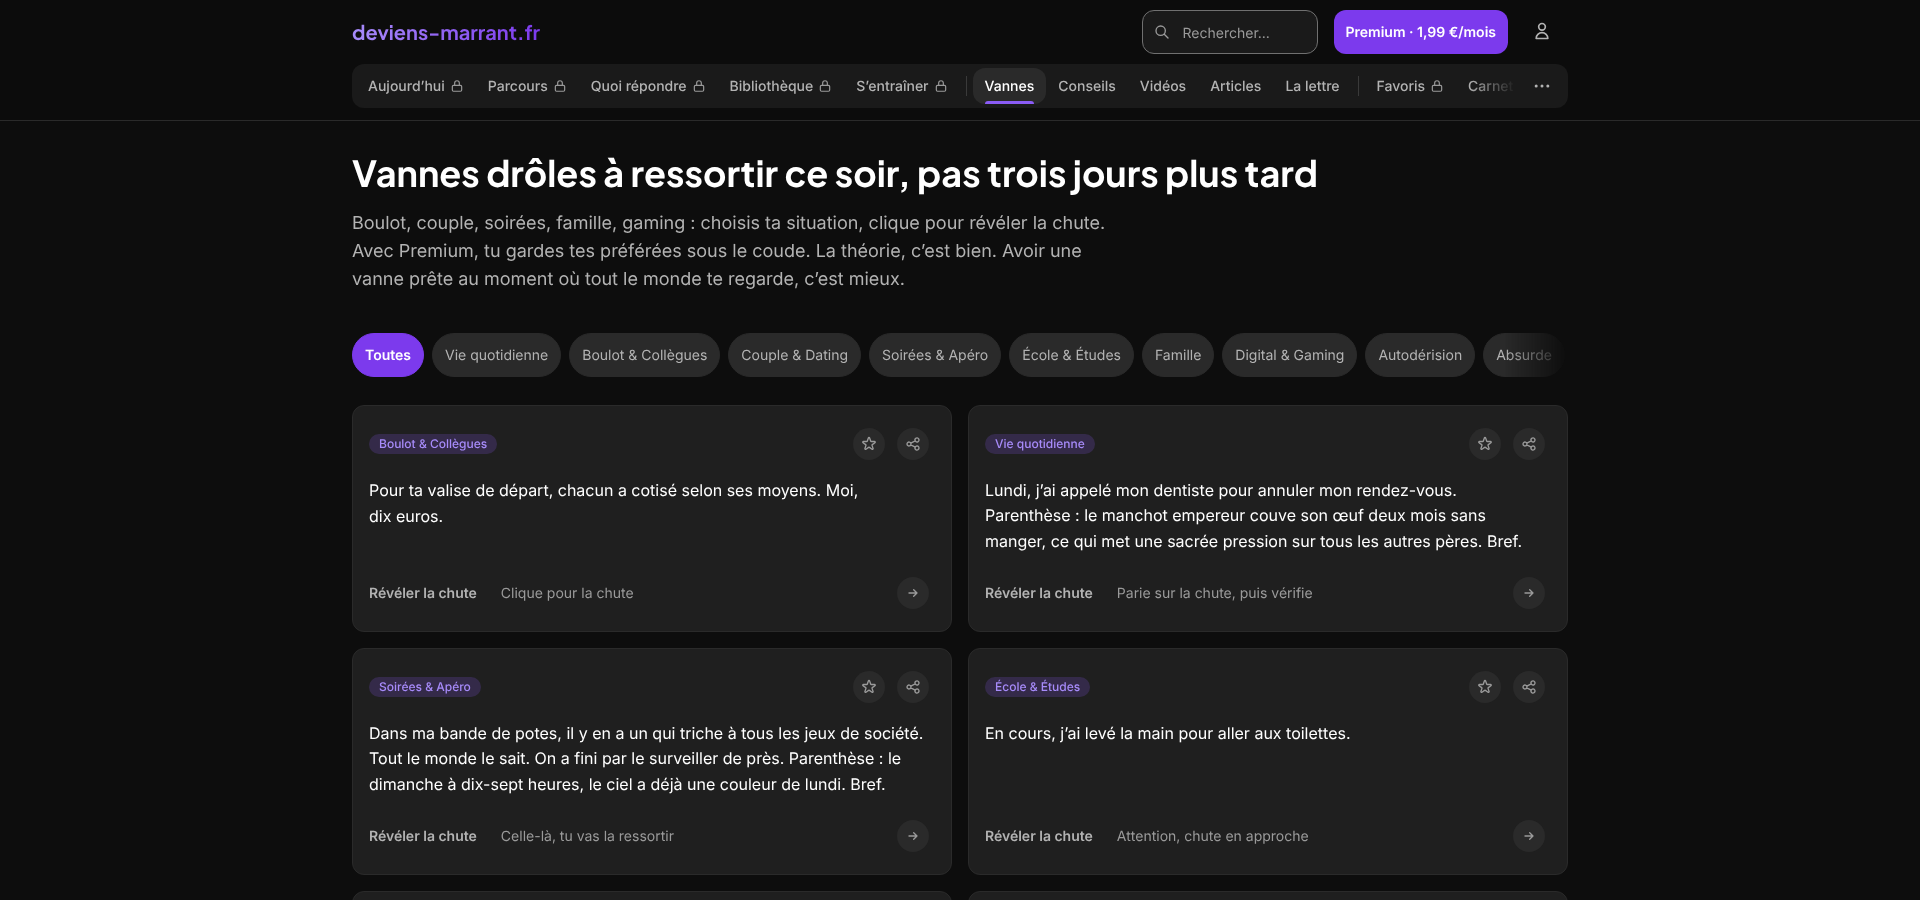 deviens-marrant.fr
Rechercher...
Premium · 1,99 €/mois
Aujourd’hui Parcours Quoi répondre Bibliothèque S’entraîner Vannes Conseils Vidéos Articles La lettre Favoris Carnet
Vannes drôles à ressortir ce soir, pas trois jours plus tard
Boulot, couple, soirées, famille, gaming : choisis ta situation, clique pour révéler la chute.
Avec Premium, tu gardes tes préférées sous le coude. La théorie, c’est bien. Avoir une
vanne prête au moment où tout le monde te regarde, c’est mieux.
Toutes Vie quotidienne Boulot & Collègues Couple & Dating Soirées & Apéro École & Études Famille Digital & Gaming Autodérision Absurde
Boulot & Collègues
Pour ta valise de départ, chacun a cotisé selon ses moyens. Moi,
dix euros.
Révéler la chute Clique pour la chute
Vie quotidienne
Lundi, j’ai appelé mon dentiste pour annuler mon rendez-vous.
Parenthèse : le manchot empereur couve son œuf deux mois sans
manger, ce qui met une sacrée pression sur tous les autres pères. Bref.
Révéler la chute Parie sur la chute, puis vérifie
Soirées & Apéro
Dans ma bande de potes, il y en a un qui triche à tous les jeux de société.
Tout le monde le sait. On a fini par le surveiller de près. Parenthèse : le
dimanche à dix-sept heures, le ciel a déjà une couleur de lundi. Bref.
Révéler la chute Celle-là, tu vas la ressortir
École & Études
En cours, j’ai levé la main pour aller aux toilettes.
Révéler la chute Attention, chute en approche